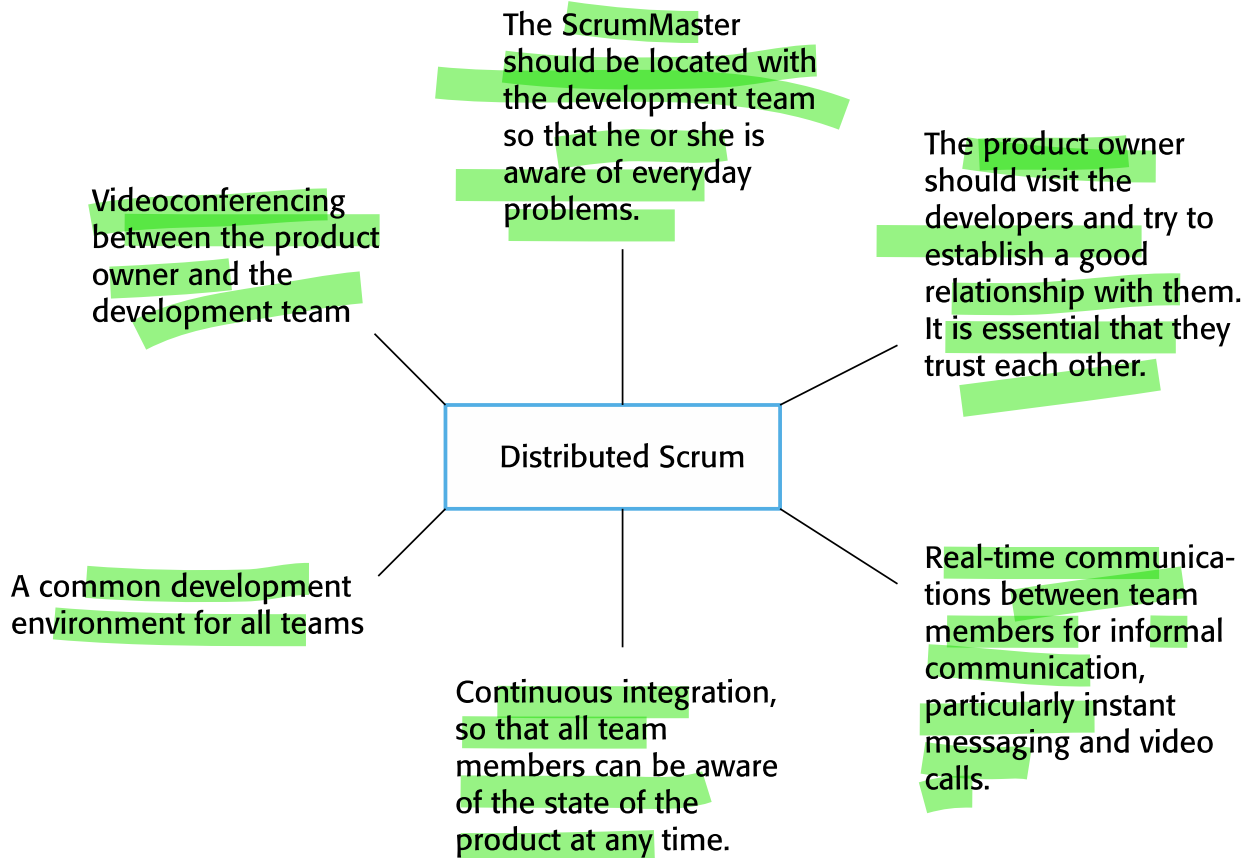 The ScrumMaster
should be located with
the development team
so that he or she is
aware of everyday
problems.
The product owner
should visit the
developers and try to
establish a good
relationship with them.
It is essential that they
trust each other.
Videoconferencing
between the product
owner and the
development team
Distributed Scrum
A common development
environment for all teams
Real-time communica-
tions between team
members for informal
communication,
particularly instant
messaging and video
calls.
Continuous integration,
so that all team
members can be aware
of the state of the
product at any time.